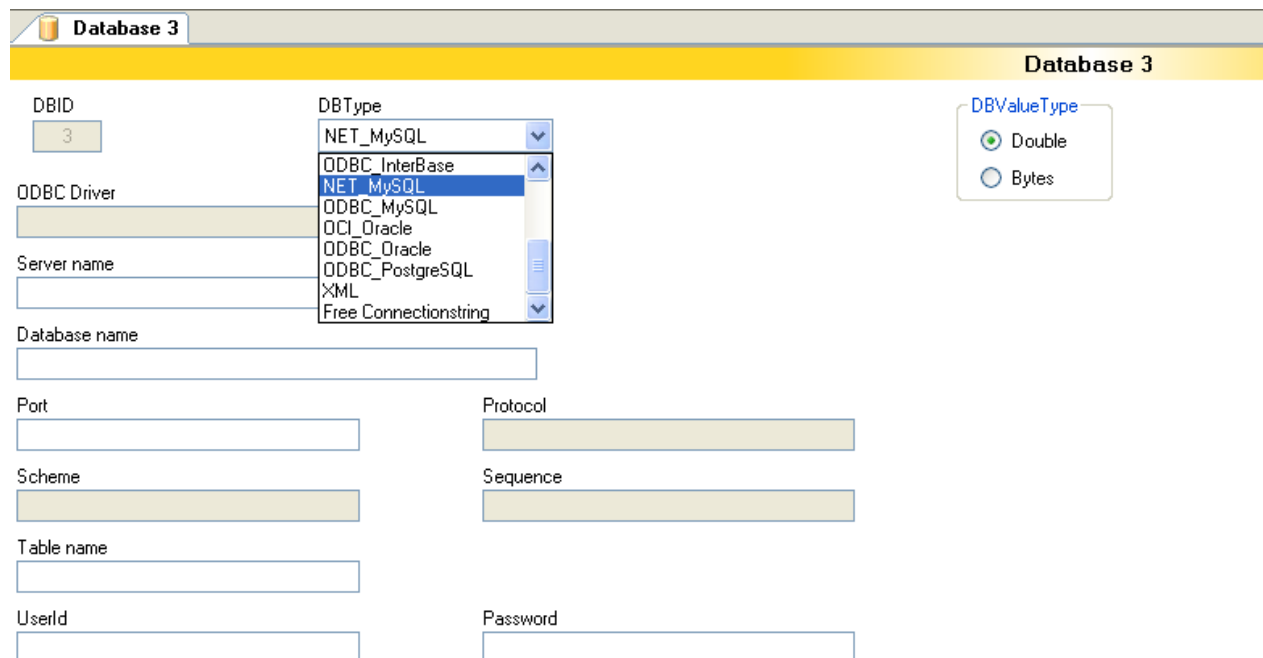 Database 3
Database 3
DBID
DBType
DBValueType
3
NET_MySQL
Double
ODBC_InterBase
NET_MySQL
Bytes
ODBC Driver
ODBC_MySQL
OCI_Oracle
ODBC_Oracle
Server name
ODBC_PostgreSQL
XML
Free Connectionstring
Database name
Port
Protocol
Scheme
Sequence
Table name
UserId
Password